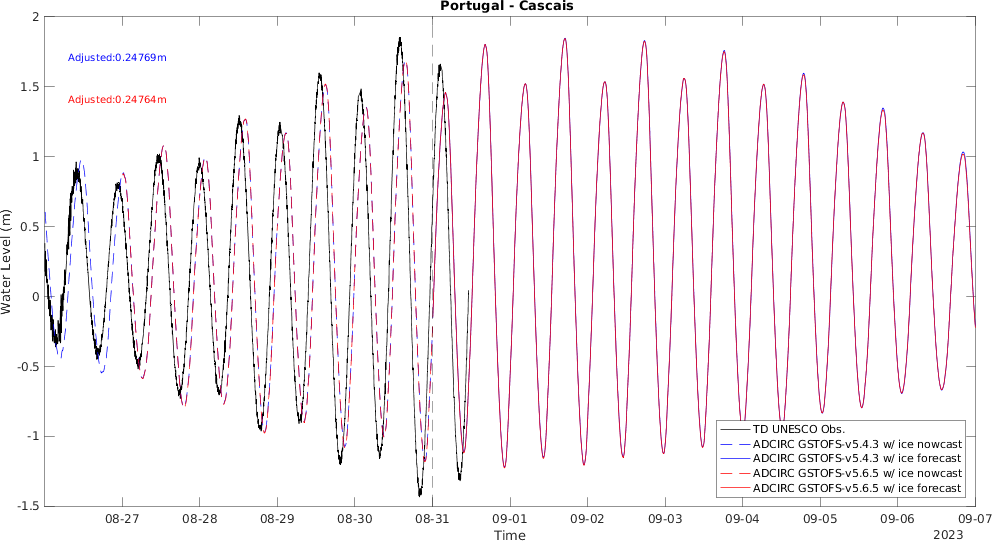 Portugal - Cascais
2
Adjusted:0.24769m
1.5
Adjusted:0.24764m
1
0.5
0
-0.5
-1
-1.5
Water Level (m)
TD UNESCO Obs.
ADCIRC GSTOFS-v5.4.3 w/ ice nowcast
ADCIRC GSTOFS-v5.4.3 w/ ice forecast
ADCIRC GSTOFS-v5.6.5 w/ ice nowcast
ADCIRC GSTOFS-v5.6.5 w/ ice forecast
08-27 08-28 08-29 08-30 08-31 09-01 09-02 09-03 09-04 09-05 09-06 09-07
Time
2023